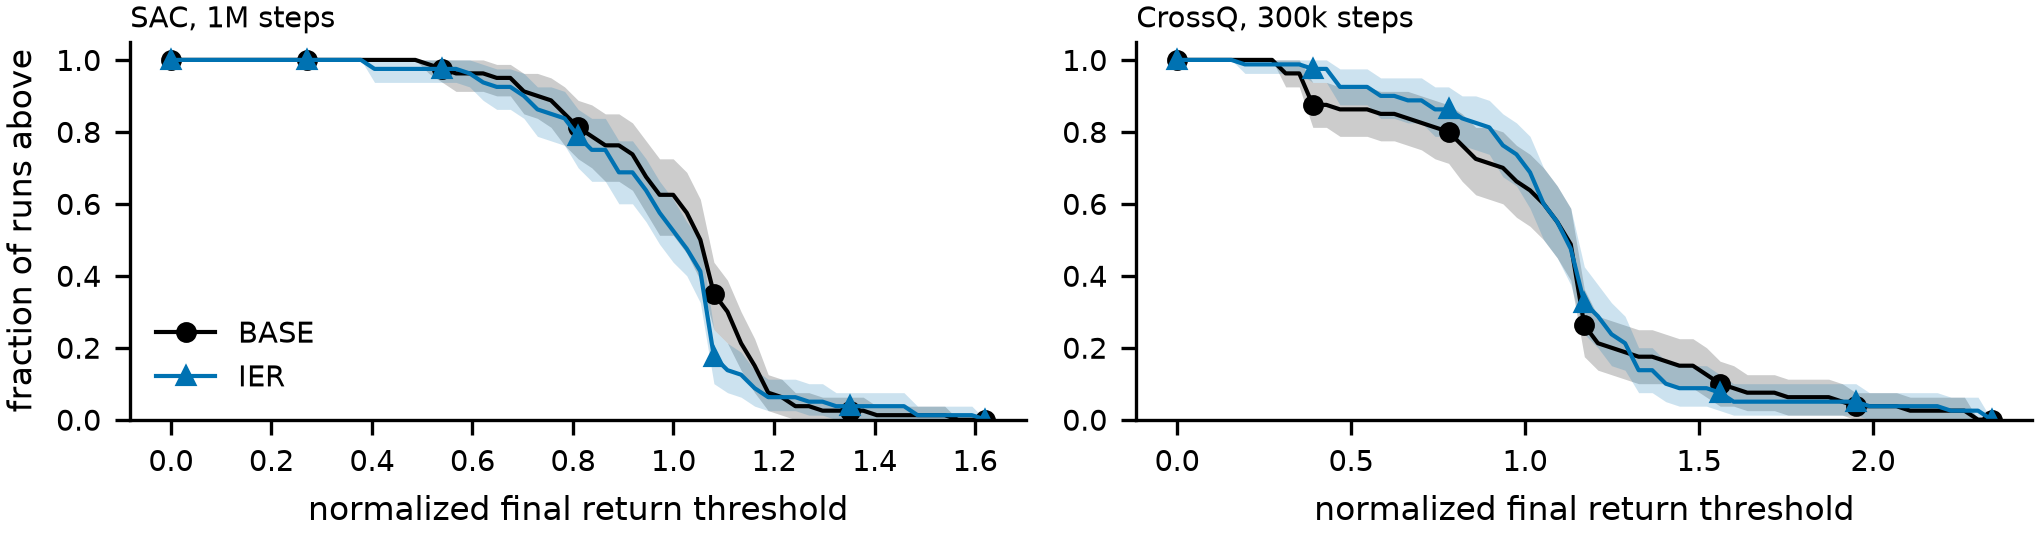 SAC, 1M steps
fraction of runs above
1.0
0.8
0.6
0.4
0.2
0.0
BASE
IER
0.0 0.2 0.4 0.6 0.8 1.0 1.2 1.4 1.6
normalized final return threshold
CrossQ, 300k steps
1.0
0.8
0.6
0.4
0.2
0.0
0.0 0.5 1.0 1.5 2.0
normalized final return threshold